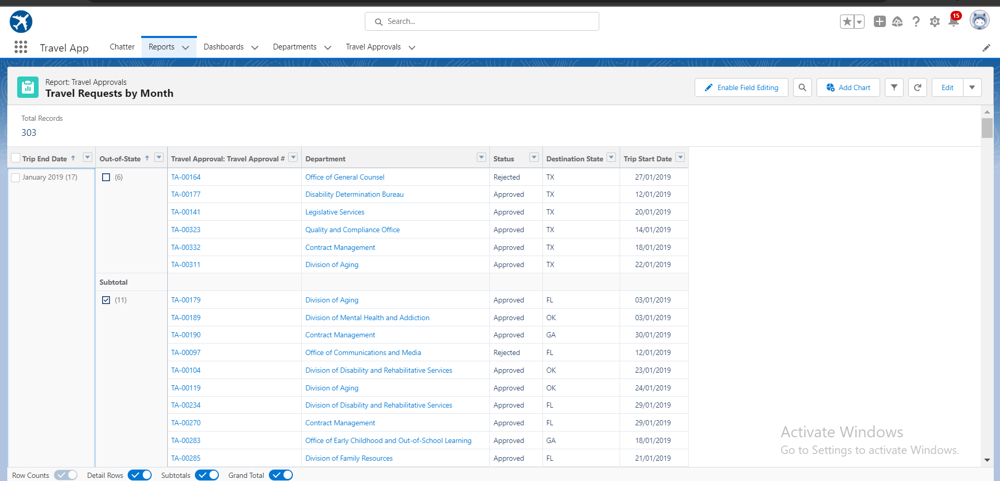 Search...
15
Travel App
Chatter
Reports
Dashboards
Departments
Travel Approvals
Report: Travel Approvals
Travel Requests by Month
Enable Field Editing
Add Chart
Edit
Total Records
303
Trip End Date ↑ Out-of-State ↑ Travel Approval: Travel Approval # Department Status Destination State Trip Start Date
January 2019 (17) (6) TA-00164 Office of General Counsel Rejected TX 27/01/2019
TA-00177 Disability Determination Bureau Approved TX 12/01/2019
TA-00141 Legislative Services Approved TX 20/01/2019
TA-00323 Quality and Compliance Office Approved TX 14/01/2019
TA-00332 Contract Management Approved TX 18/01/2019
TA-00311 Division of Aging Approved TX 22/01/2019
Subtotal
(11) TA-00179 Division of Aging Approved FL 03/01/2019
TA-00189 Division of Mental Health and Addiction Approved OK 03/01/2019
TA-00190 Contract Management Approved GA 30/01/2019
TA-00097 Office of Communications and Media Rejected FL 12/01/2019
TA-00104 Division of Disability and Rehabilitative Services Approved OK 23/01/2019
TA-00119 Division of Aging Approved OK 24/01/2019
TA-00234 Division of Disability and Rehabilitative Services Approved FL 29/01/2019
TA-00270 Contract Management Approved FL 29/01/2019
TA-00283 Office of Early Childhood and Out-of-School Learning Approved GA 18/01/2019
TA-00285 Division of Family Resources Approved FL 21/01/2019
Activate Windows
Go to Settings to activate Windows.
Row Counts Detail Rows Subtotals Grand Total